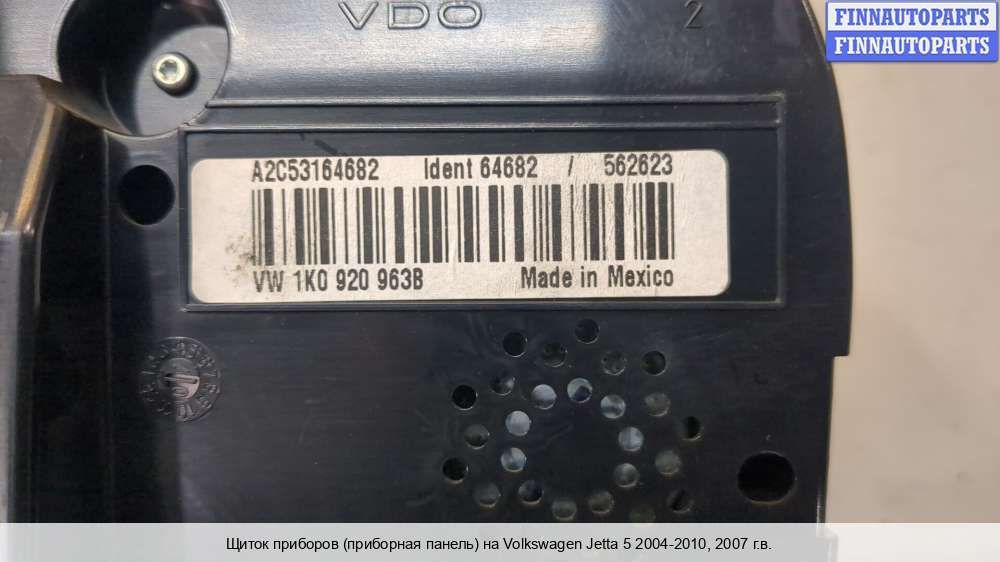 VDO
2
FINNAUTOPARTS
FINNAUTOPARTS
A2C53164682 Ident 64682 / 562623
VW 1K0 920 963B Made in Mexico
Щиток приборов (приборная панель) на Volkswagen Jetta 5 2004-2010, 2007 г.в.